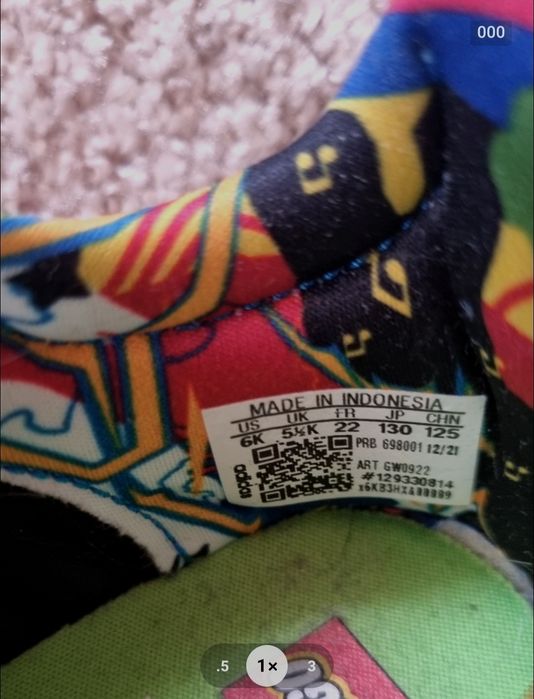 000
MADE IN INDONESIA
US UK FR JP CHN
6K 5½K 22 130 125
PRB 698001 12/21
ART GW0922
#129330814
.5 1× 3